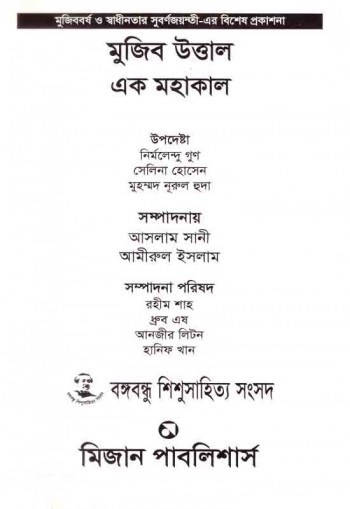 মুজিববর্ষ ও স্বাধীনতার সুবর্ণজয়ন্তী-এর বিশেষ প্রকাশনা
মুজিব উত্তাল
এক মহাকাল
উপদেষ্টা
নির্মলেন্দু গুণ
সেলিনা হোসেন
মুহম্মদ নূরুল হুদা
সম্পাদনায়
আসলাম সানী
আমীরুল ইসলাম
সম্পাদনা পরিষদ
রহীম শাহ
ধ্রুব এষ
আনজীর লিটন
হানিফ খান
বঙ্গবন্ধু শিশুসাহিত্য সংসদ
মিজান পাবলিশার্স